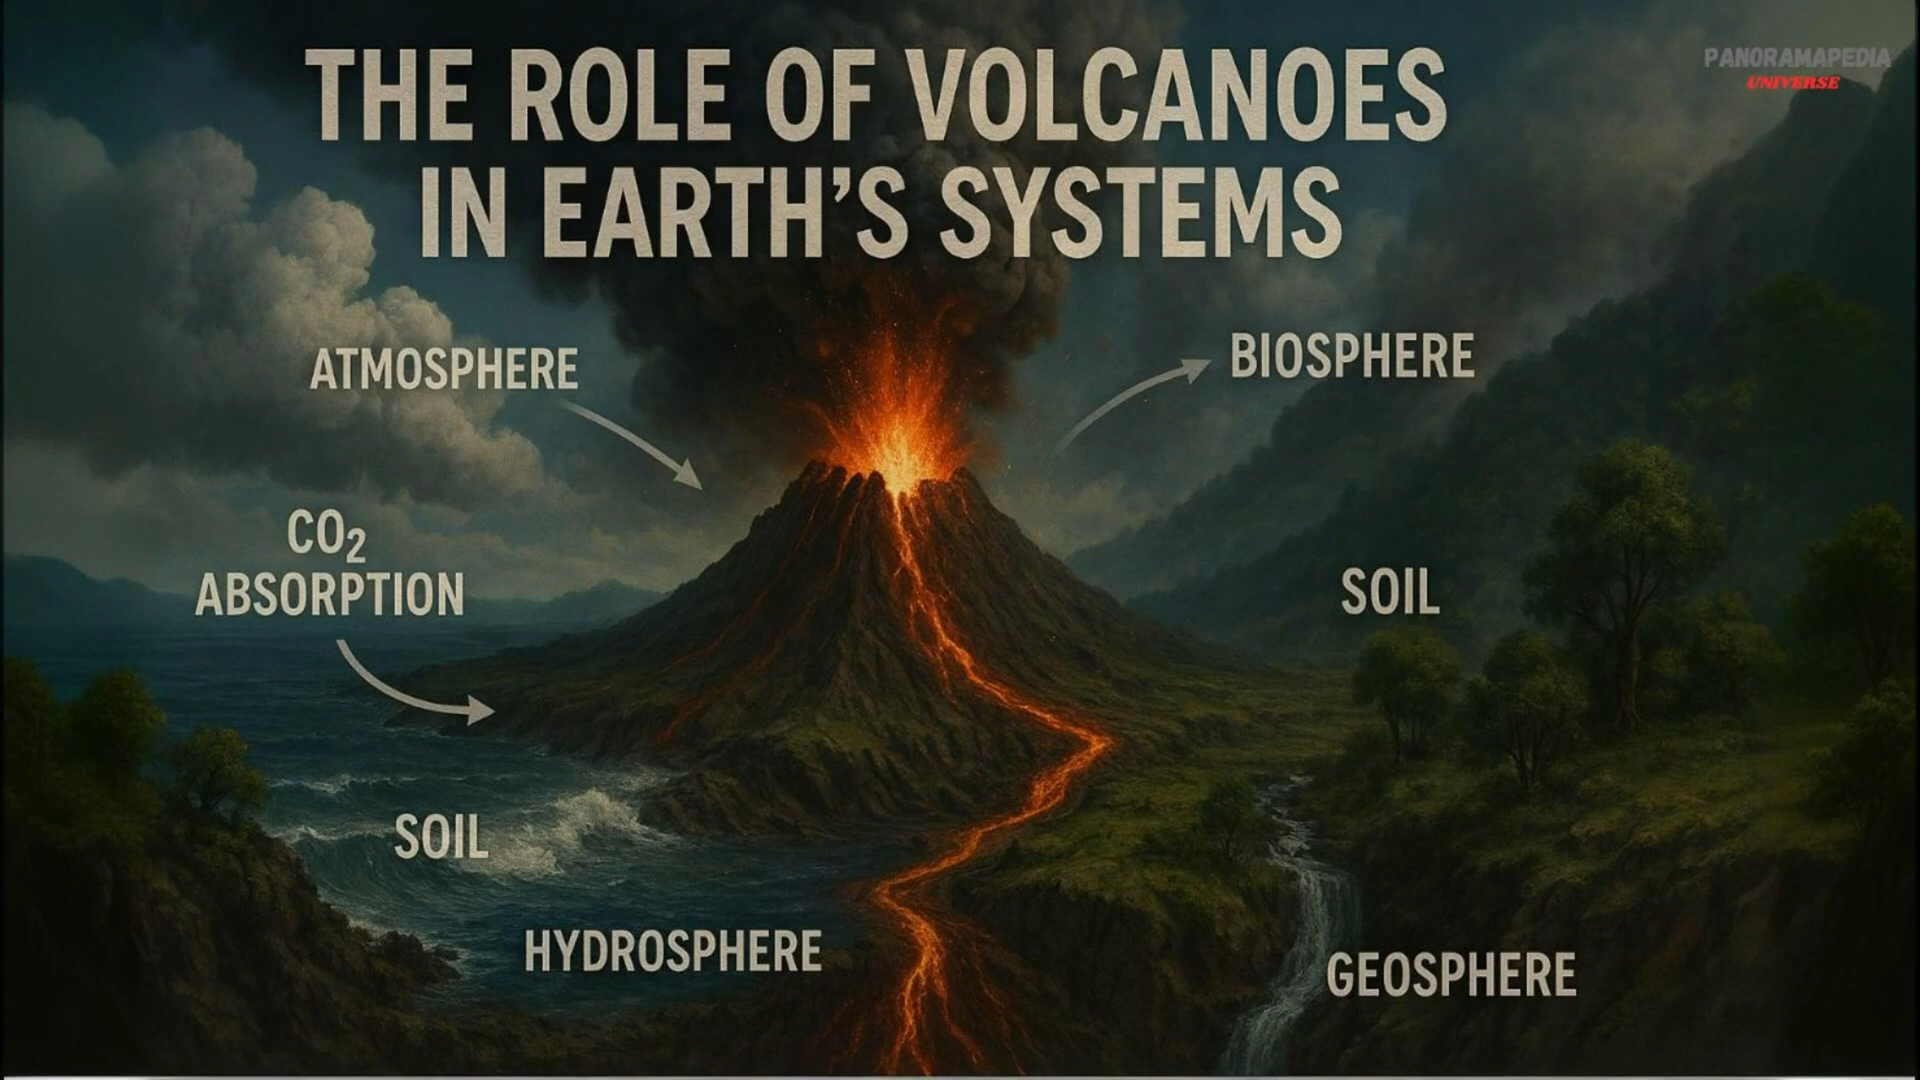 THE ROLE OF VOLCANOES
IN EARTH'S SYSTEMS
PANORAMAPEDIA
UNIVERSE
ATMOSPHERE
BIOSPHERE
CO₂
ABSORPTION
SOIL
SOIL
HYDROSPHERE
GEOSPHERE